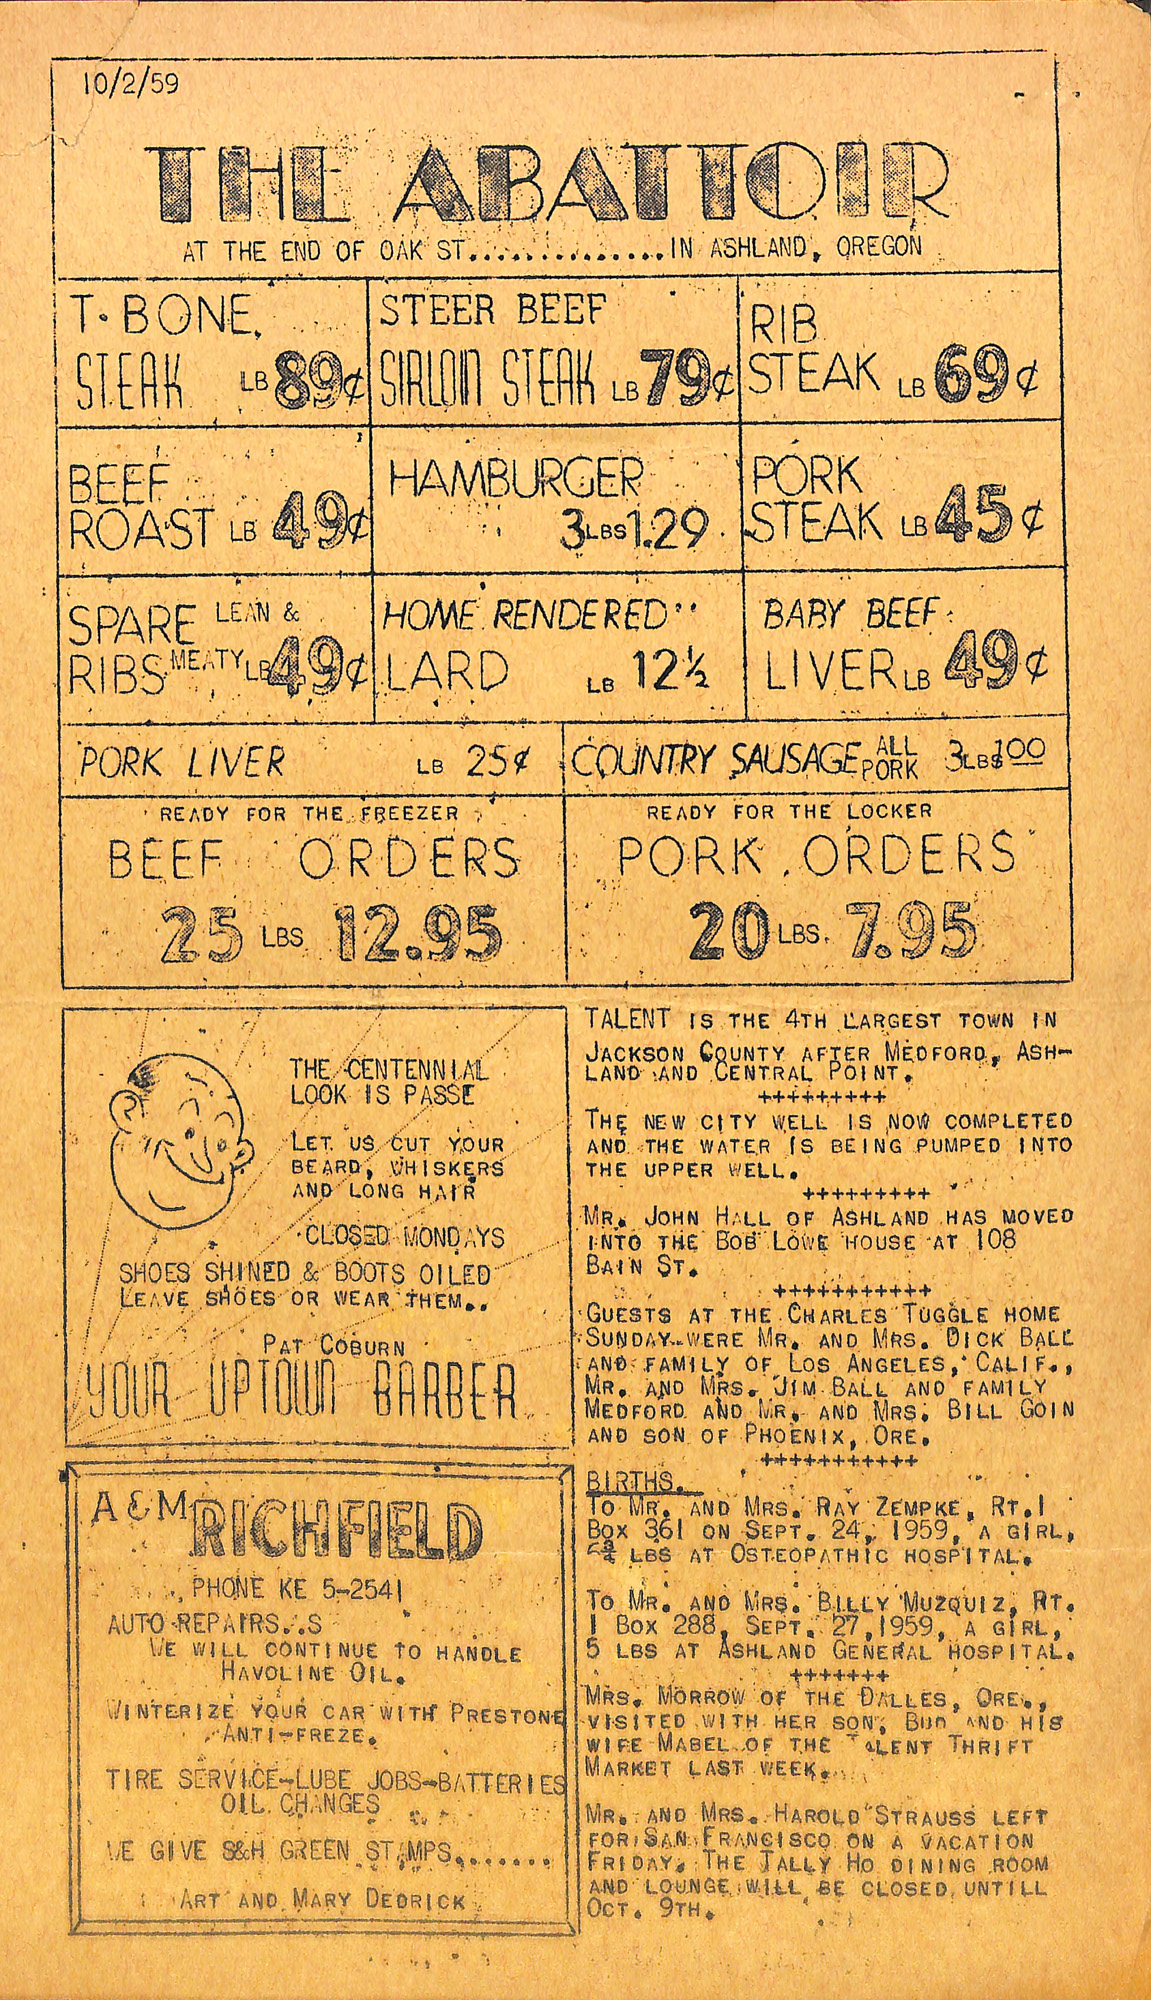 10/2/59
THE ABATTOIR
AT THE END OF OAK ST..............IN ASHLAND, OREGON
T-BONE
STEAK LB 89¢
STEER BEEF
SIRLOIN STEAK LB 79¢
RIB
STEAK LB 69¢
BEEF
ROAST LB 49¢
HAMBURGER
3 LBS 1.29
PORK
STEAK LB 45¢
SPARE LEAN &
RIBS MEATY LB 49¢
HOME RENDERED
LARD LB 12½
BABY BEEF
LIVER LB 49¢
PORK LIVER LB 25¢
COUNTRY SAUSAGE ALL PORK 3 LBS $1.00
READY FOR THE FREEZER
BEEF ORDERS
25 LBS 12.95
READY FOR THE LOCKER
PORK ORDERS
20 LBS. 7.95
THE CENTENNIAL
LOOK IS PASSE
LET US CUT YOUR
BEARD, WHISKERS
AND LONG HAIR
CLOSED MONDAYS
SHOES SHINED & BOOTS OILED
LEAVE SHOES OR WEAR THEM..
PAT COBURN
YOUR UPTOWN BARBER
A & M RICHFIELD
PHONE KE 5-2541
AUTO REPAIRS..S
WE WILL CONTINUE TO HANDLE
HAVOLINE OIL.
WINTERIZE YOUR CAR WITH PRESTONE
ANTI-FREZE.
TIRE SERVICE-LUBE JOBS-BATTERIES
OIL CHANGES
WE GIVE S&H GREEN STAMPS.......
ART AND MARY DEDRICK
TALENT IS THE 4TH LARGEST TOWN IN
JACKSON COUNTY AFTER MEDFORD, ASH-
LAND AND CENTRAL POINT.
+++++++++
THE NEW CITY WELL IS NOW COMPLETED
AND THE WATER IS BEING PUMPED INTO
THE UPPER WELL.
+++++++++
MR. JOHN HALL OF ASHLAND HAS MOVED
INTO THE BOB LOWE HOUSE AT 108
BAIN ST.
+++++++++++
GUESTS AT THE CHARLES TUGGLE HOME
SUNDAY WERE MR. AND MRS. DICK BALL
AND FAMILY OF LOS ANGELES, CALIF.,
MR. AND MRS. JIM BALL AND FAMILY
MEDFORD AND MR. AND MRS. BILL GOIN
AND SON OF PHOENIX, ORE.
+++++++++++
BIRTHS.
TO MR. AND MRS. RAY ZEMPKE, RT.1
BOX 361 ON SEPT. 24, 1959, A GIRL,
LBS AT OSTEOPATHIC HOSPITAL.
TO MR. AND MRS. BILLY MUZQUIZ, RT.
1 BOX 288, SEPT. 27,1959, A GIRL,
5 LBS AT ASHLAND GENERAL HOSPITAL.
+++++++
MRS. MORROW OF THE DALLES, ORE.,
VISITED WITH HER SON, BUD AND HIS
WIFE MABEL OF THE TALENT THRIFT
MARKET LAST WEEK.
MR. AND MRS. HAROLD STRAUSS LEFT
FOR SAN FRANCISCO ON A VACATION
FRIDAY. THE TALLY HO DINING ROOM
AND LOUNGE WILL BE CLOSED UNTILL
OCT. 9TH.